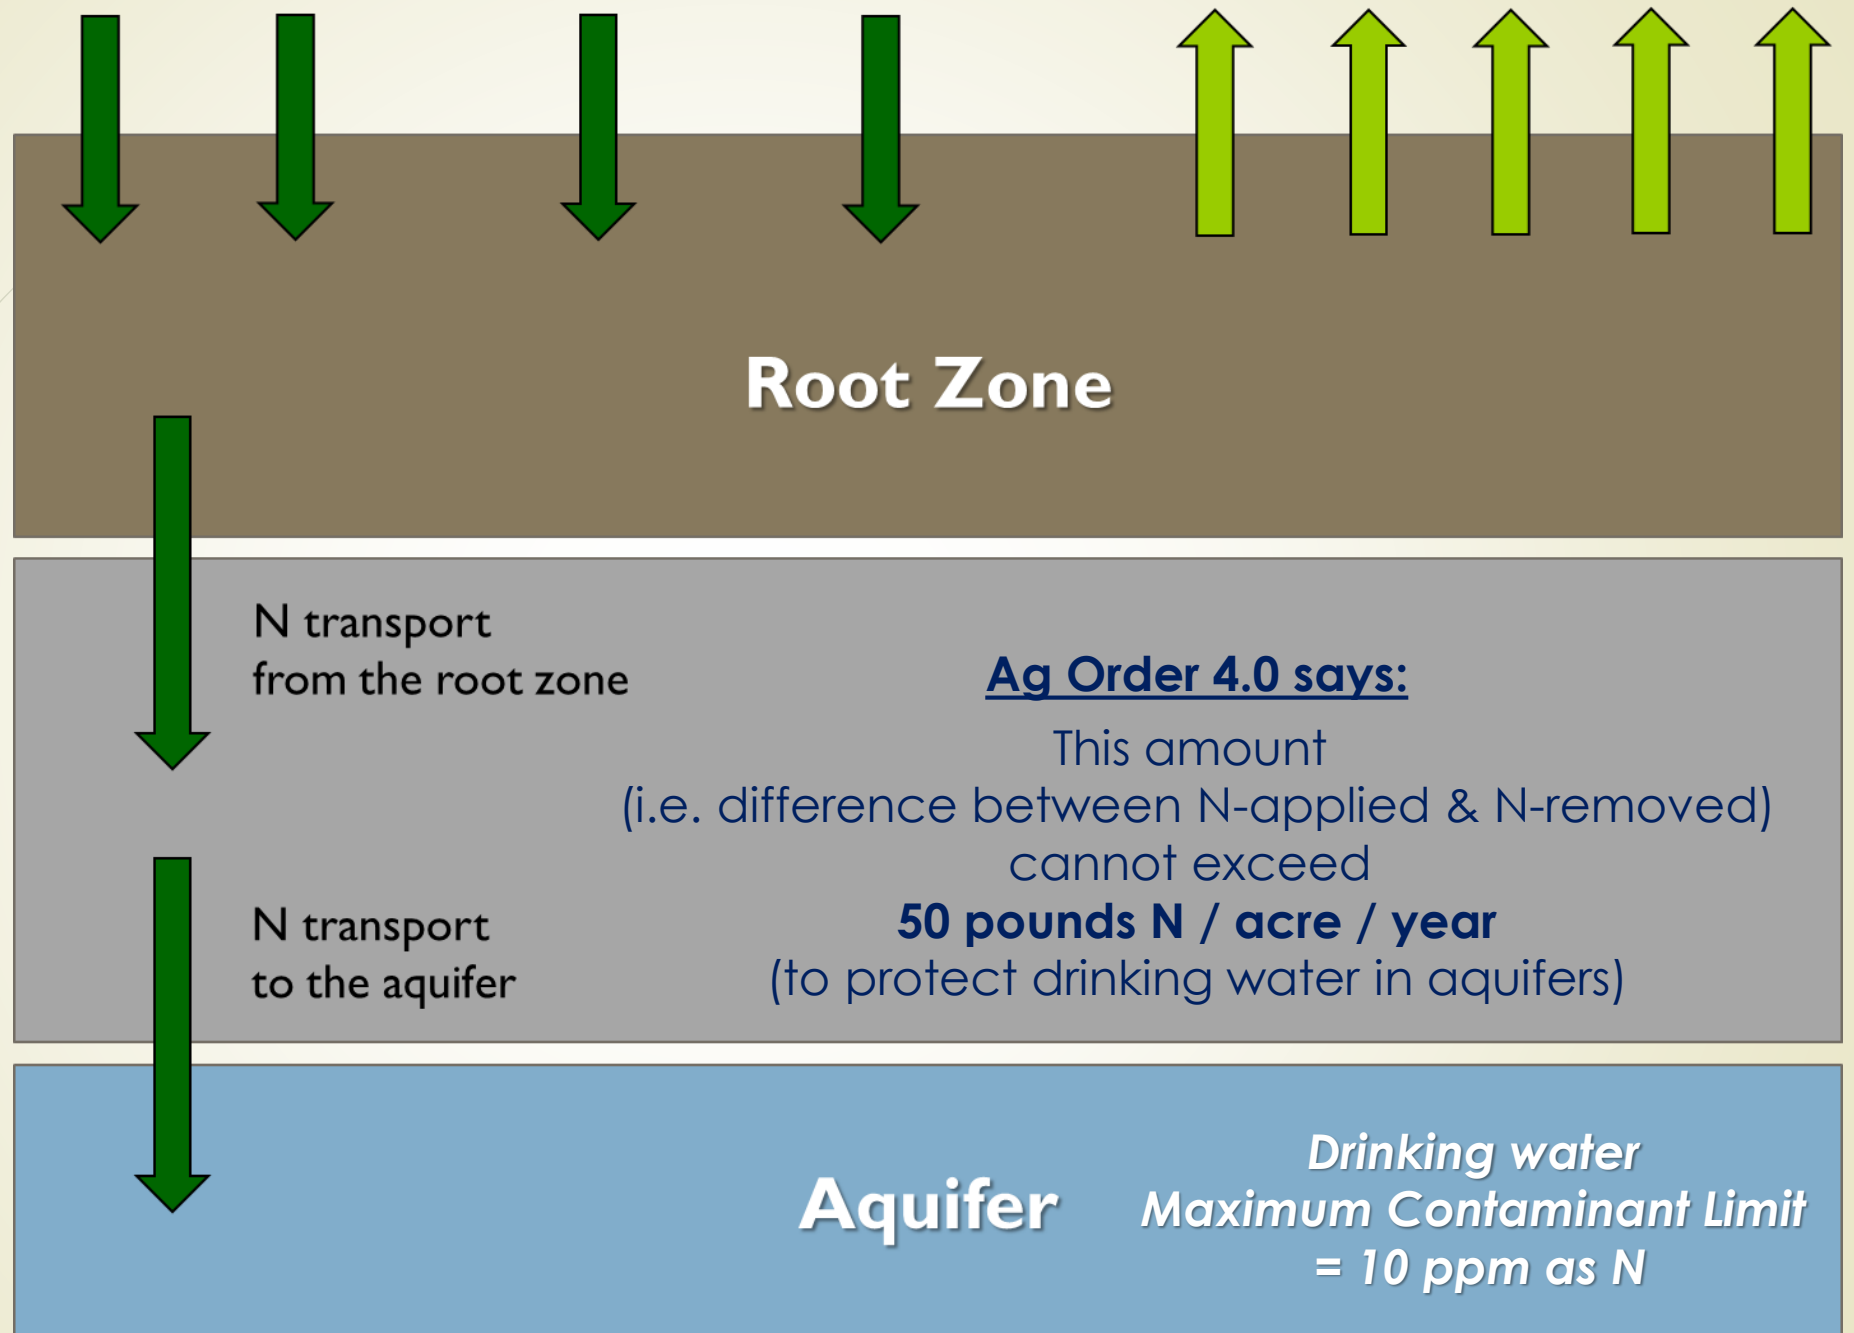 Root Zone
N transport
from the root zone
Ag Order 4.0 says:
This amount
(i.e. difference between N-applied & N-removed)
cannot exceed
50 pounds N / acre / year
(to protect drinking water in aquifers)
N transport
to the aquifer
Aquifer
Drinking water
Maximum Contaminant Limit
= 10 ppm as N